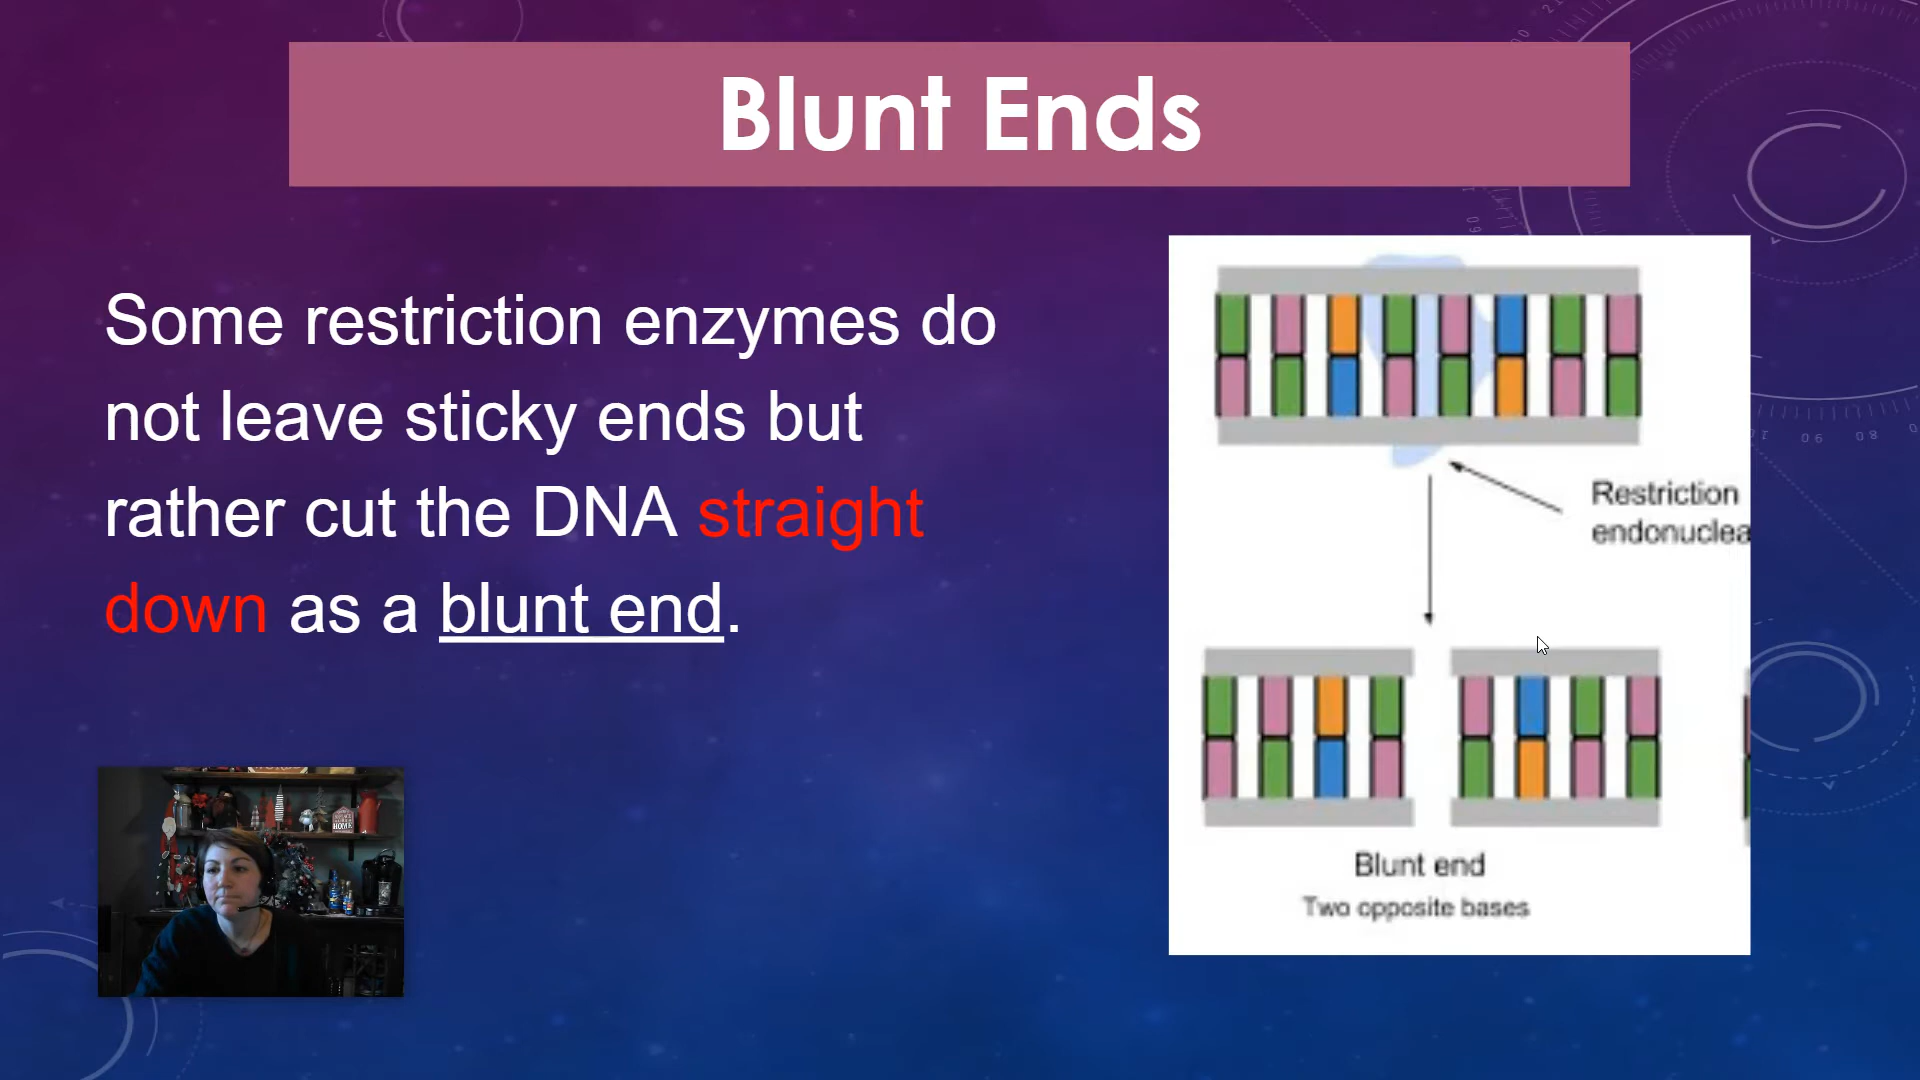 Blunt Ends
Some restriction enzymes do
not leave sticky ends but
rather cut the DNA straight
down as a blunt end.
Restriction
endonuclea
Blunt end
Two opposite bases
HOME